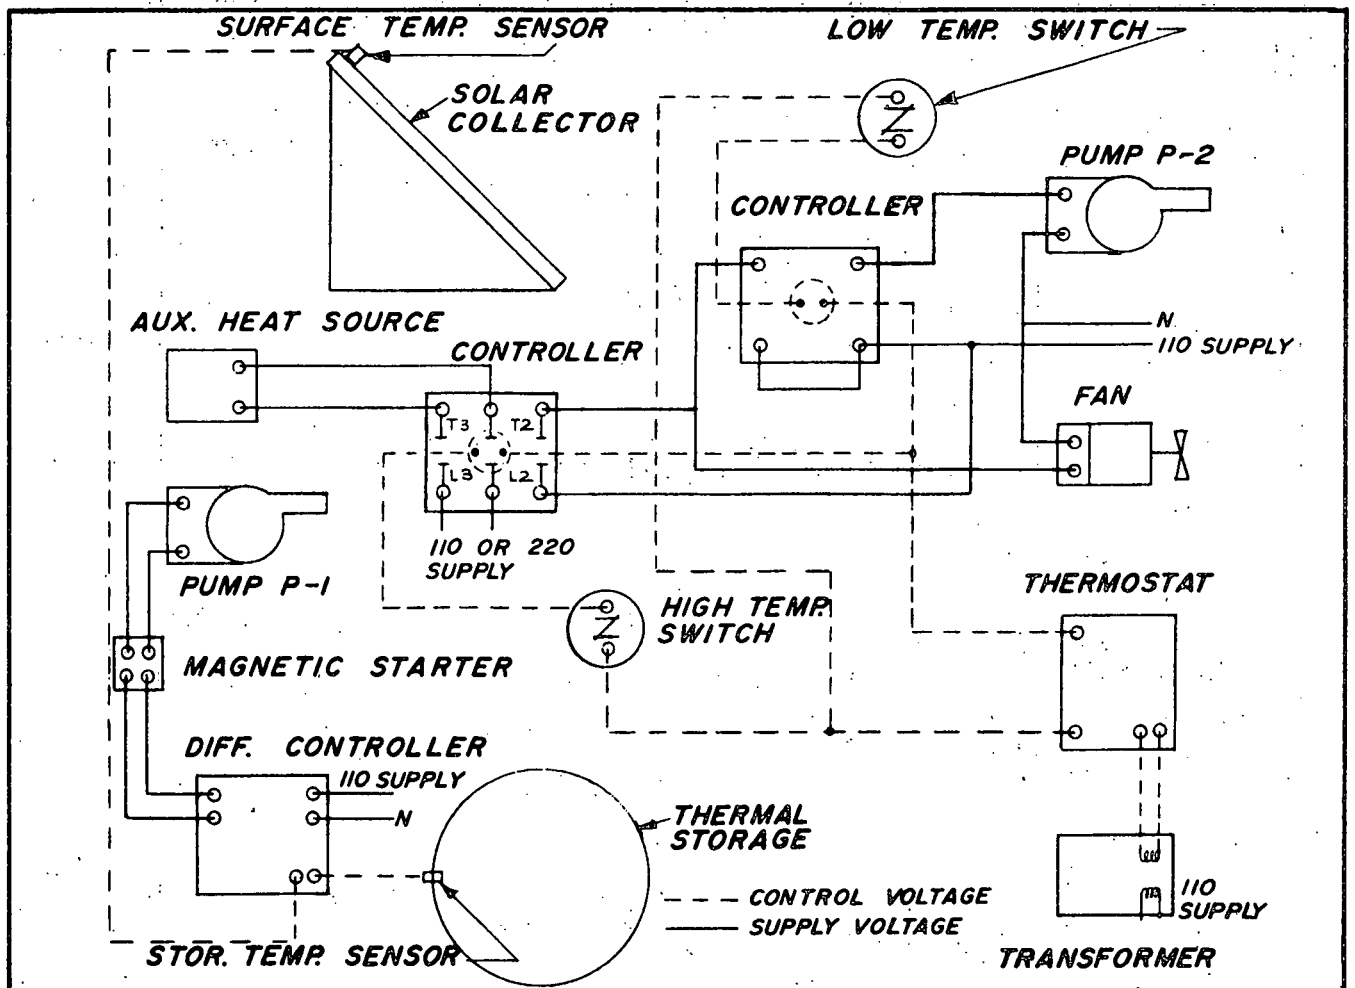 SURFACE TEMP. SENSOR
LOW TEMP. SWITCH
SOLAR
COLLECTOR
PUMP P-2
CONTROLLER
AUX. HEAT SOURCE
N
110 SUPPLY
CONTROLLER
FAN
T3
T2
L3
L2
110 OR 220
SUPPLY
PUMP P-1
THERMOSTAT
HIGH TEMP.
SWITCH
MAGNETIC STARTER
DIFF. CONTROLLER
110 SUPPLY
N
THERMAL
STORAGE
CONTROL VOLTAGE
SUPPLY VOLTAGE
110
SUPPLY
STOR. TEMP. SENSOR
TRANSFORMER